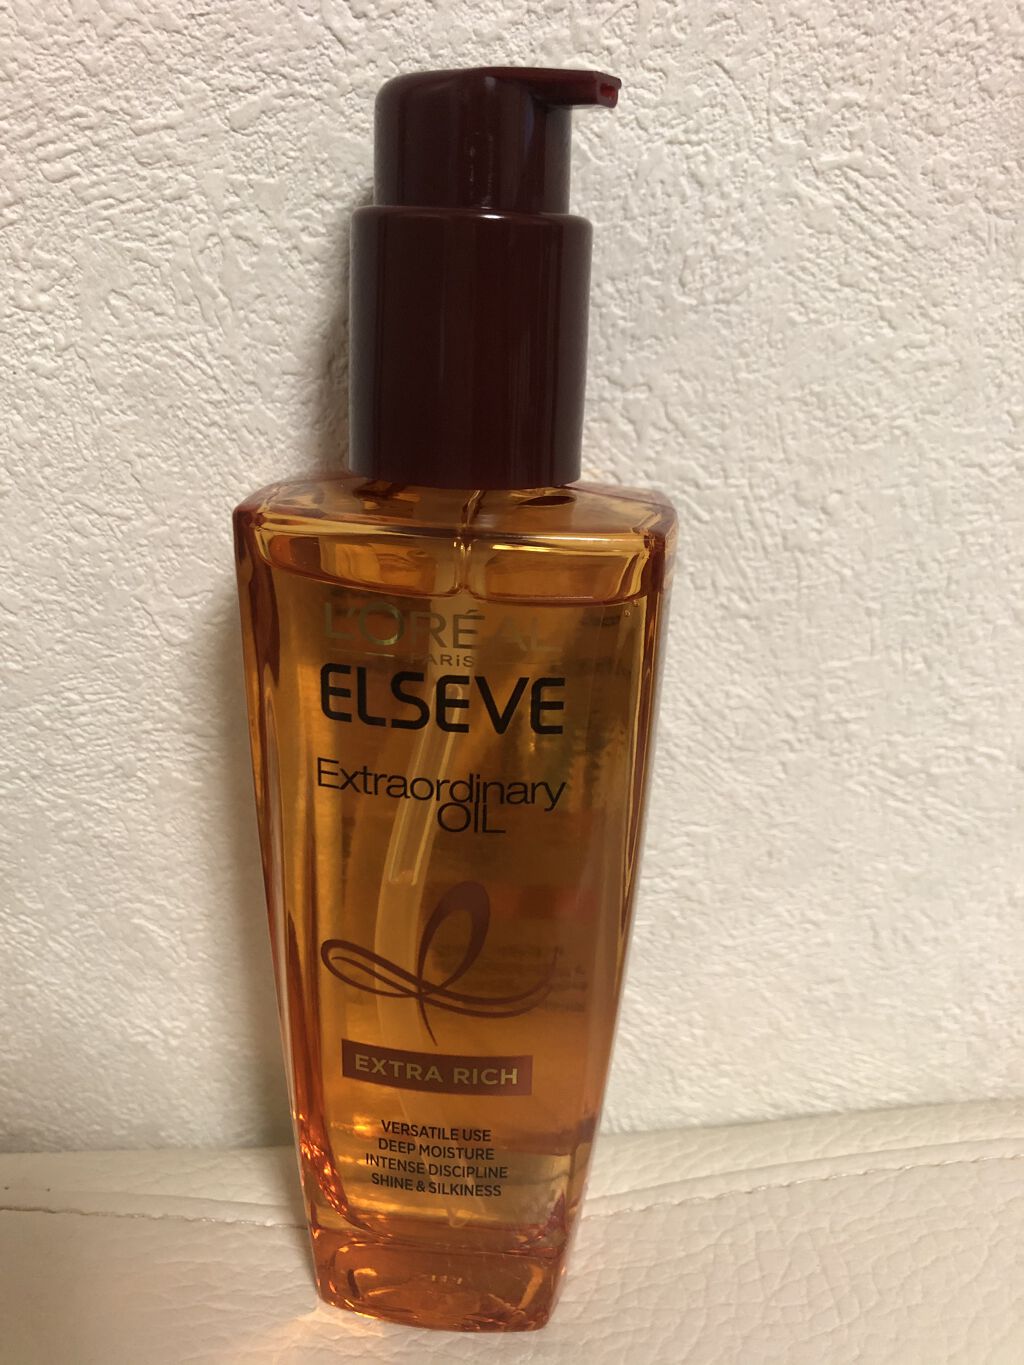 L'ORÉAL
PARIS
ELSEVE
Extraordinary
OIL
EXTRA RICH
VERSATILE USE
DEEP MOISTURE
INTENSE DISCIPLINE
SHINE & SILKINESS